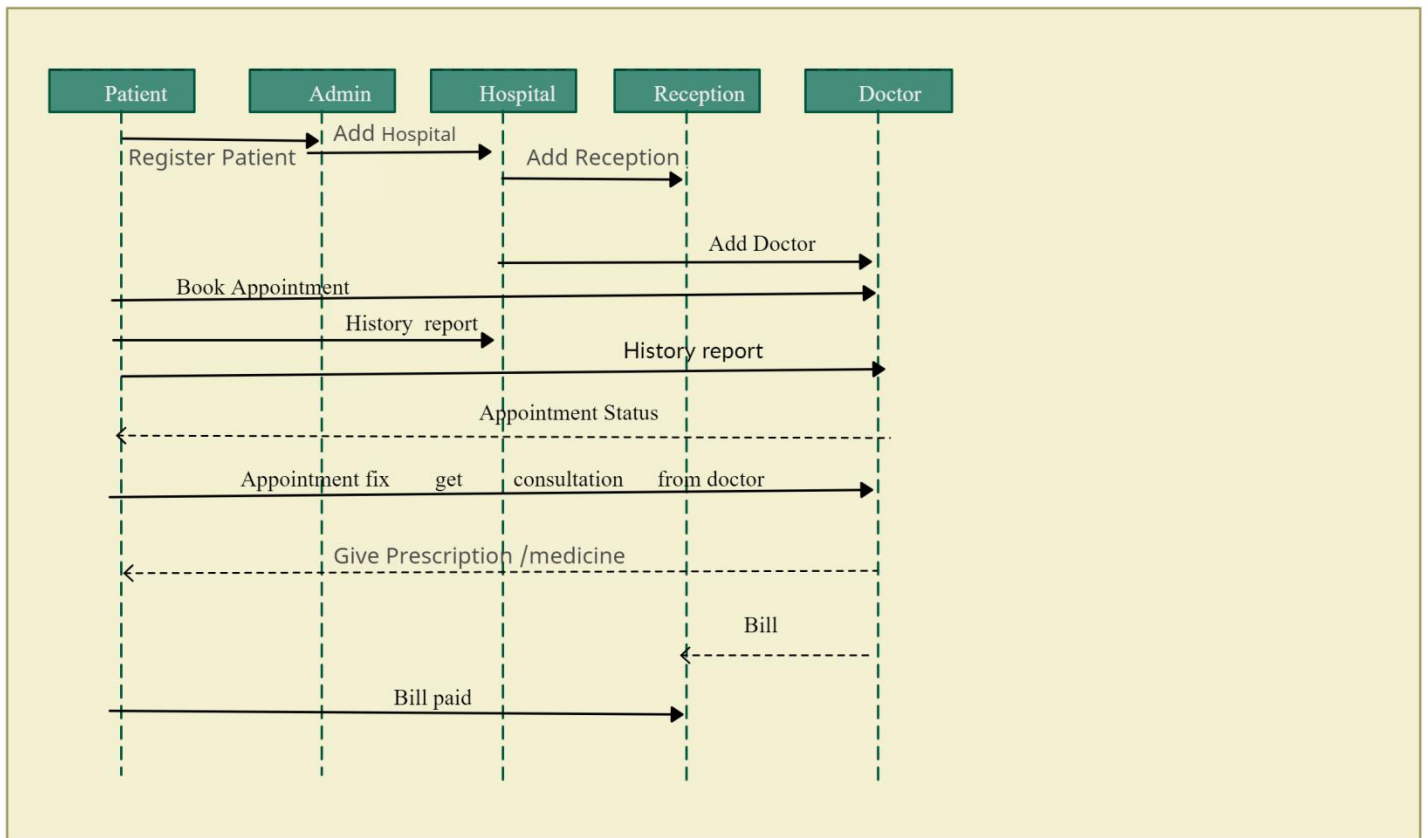 Patient Admin Hospital Reception Doctor
Add Hospital
Register Patient
Add Reception
Add Doctor
Book Appointment
History report
History report
Appointment Status
Appointment fix get consultation from doctor
Give Prescription /medicine
Bill
Bill paid